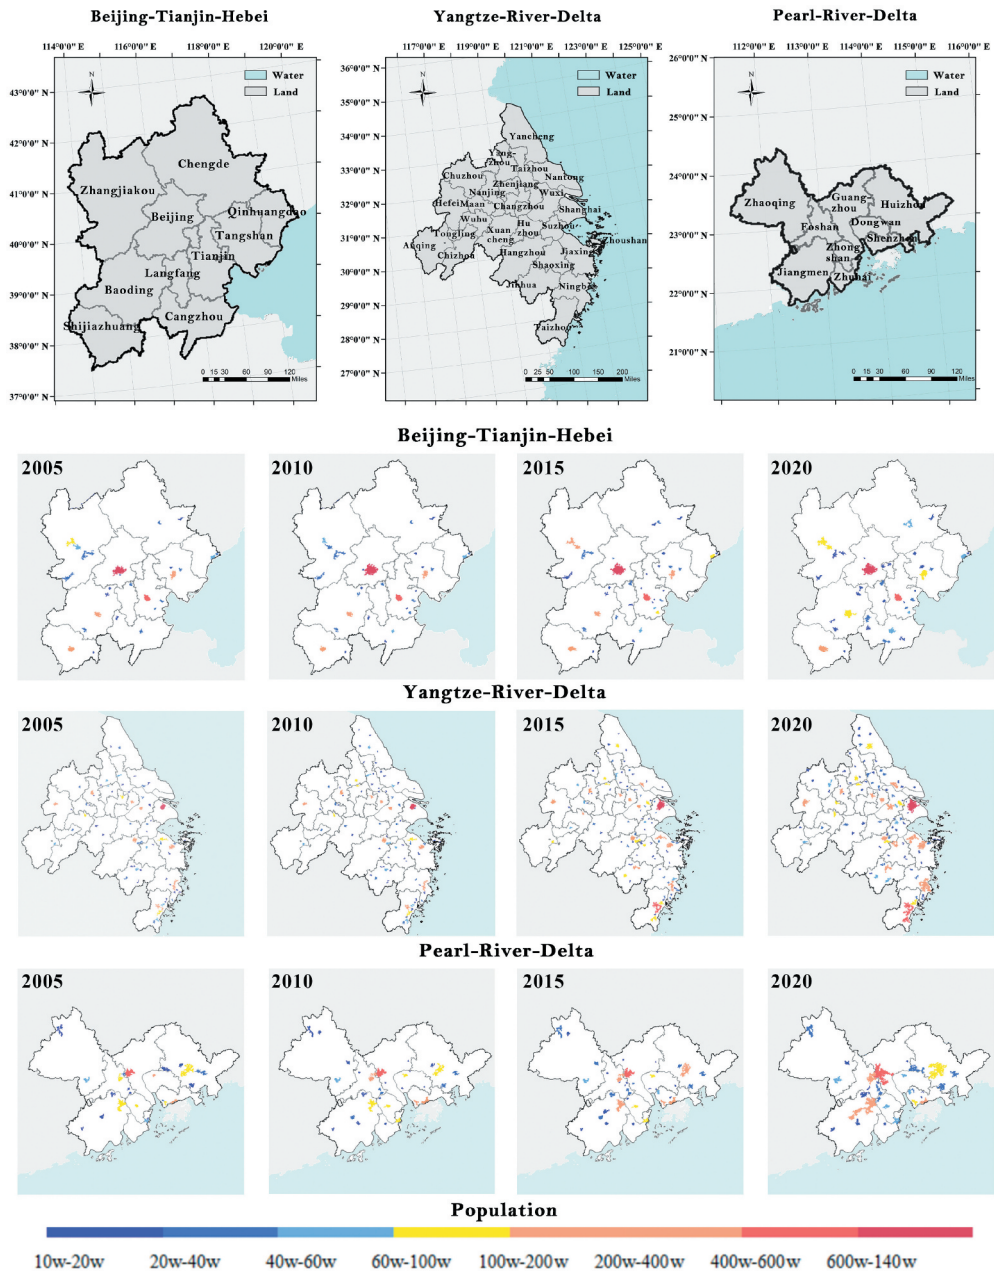 Beijing-Tianjin-Hebei
Yangtze-River-Delta
Pearl-River-Delta
114°0'0" E 116°0'0" E 118°0'0" E 120°0'0" E
117°0'0" E 119°0'0" E 121°0'0" E 123°0'0" E 125°0'0" E
112°0'0" E 113°0'0" E 114°0'0" E 115°0'0" E 116°0'0" E
43°0'0" N
42°0'0" N
41°0'0" N
40°0'0" N
39°0'0" N
38°0'0" N
37°0'0" N
N
Water
Land
Chengde
Zhangjiakou
Beijing
Qinhuangdao
Tangshan
Tianjin
Langfang
Baoding
Cangzhou
Shijiazhuang
0 15 30 60 90 120
Miles
36°0'0" N
35°0'0" N
34°0'0" N
33°0'0" N
32°0'0" N
31°0'0" N
30°0'0" N
29°0'0" N
28°0'0" N
27°0'0" N
N
Water
Land
Yancheng
Yang-
zhou
Taizhou
Chuzhou
Zhenjiang
Nantong
Nanjing
Wuxi
Hefei
Maan
Changzhou
Shanghai
Wuhu
Hu
zhou
Suzhou
Tongling
Xuan
cheng
Zhoushan
Anqing
Chizhou
Hangzhou
Jiaxing
Shaoxing
Jinhua
Ningbo
Taizhou
0 25 50 100 150 200
Miles
26°0'0" N
25°0'0" N
24°0'0" N
23°0'0" N
22°0'0" N
21°0'0" N
N
Water
Land
Zhaoqing
Guang-
zhou
Huizhou
Foshan
Dongwan
Shenzhen
Zhong
shan
Jiangmen
Zhuhai
0 15 30 60 90 120
Miles
Beijing-Tianjin-Hebei
2005
2010
2015
2020
Yangtze-River-Delta
2005
2010
2015
2020
Pearl-River-Delta
2005
2010
2015
2020
Population
10w-20w 20w-40w 40w-60w 60w-100w 100w-200w 200w-400w 400w-600w 600w-140w